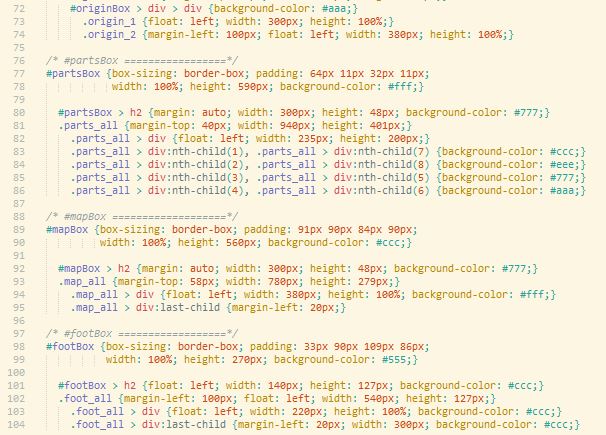 72 #originBox > div > div {background-color: #aaa;}
73 .origin_1 {float: left; width: 300px; height: 100%;}
74 .origin_2 {margin-left: 100px; float: left; width: 380px; height: 100%;}
75
76 /* #partsBox =================*/
77 #partsBox {box-sizing: border-box; padding: 64px 11px 32px 11px;
78 width: 100%; height: 590px; background-color: #fff;}
79
80 #partsBox > h2 {margin: auto; width: 300px; height: 48px; background-color: #777;}
81 .parts_all {margin-top: 40px; width: 940px; height: 401px;}
82 .parts_all > div {float: left; width: 235px; height: 200px;}
83 .parts_all > div:nth-child(1), .parts_all > div:nth-child(7) {background-color: #ccc;}
84 .parts_all > div:nth-child(2), .parts_all > div:nth-child(8) {background-color: #eee;}
85 .parts_all > div:nth-child(3), .parts_all > div:nth-child(5) {background-color: #777;}
86 .parts_all > div:nth-child(4), .parts_all > div:nth-child(6) {background-color: #aaa;}
87
88 /* #mapBox ===================*/
89 #mapBox {box-sizing: border-box; padding: 91px 90px 84px 90px;
90 width: 100%; height: 560px; background-color: #ccc;}
91
92 #mapBox > h2 {margin: auto; width: 300px; height: 48px; background-color: #777;}
93 .map_all {margin-top: 58px; width: 780px; height: 279px;}
94 .map_all > div {float: left; width: 380px; height: 100%; background-color: #fff;}
95 .map_all > div:last-child {margin-left: 20px;}
96
97 /* #footBox ==================*/
98 #footBox {box-sizing: border-box; padding: 33px 90px 109px 86px;
99 width: 100%; height: 270px; background-color: #555;}
100
101 #footBox > h2 {float: left; width: 140px; height: 127px; background-color: #ccc;}
102 .foot_all {margin-left: 100px; float: left; width: 540px; height: 127px;}
103 .foot_all > div {float: left; width: 220px; height: 100%; background-color: #ccc;}
104 .foot_all > div:last-child {margin-left: 20px; width: 300px; background-color: #ccc;}